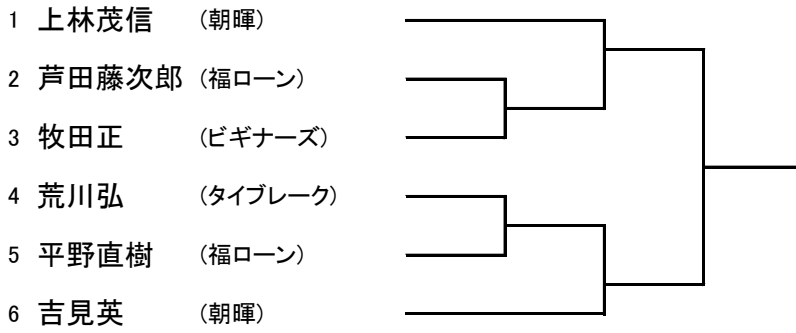 1 上林茂信 (朝暉)
2 芦田藤次郎 (福ローン)
3 牧田正 (ビギナーズ)
4 荒川弘 (タイブレーク)
5 平野直樹 (福ローン)
6 吉見英 (朝暉)